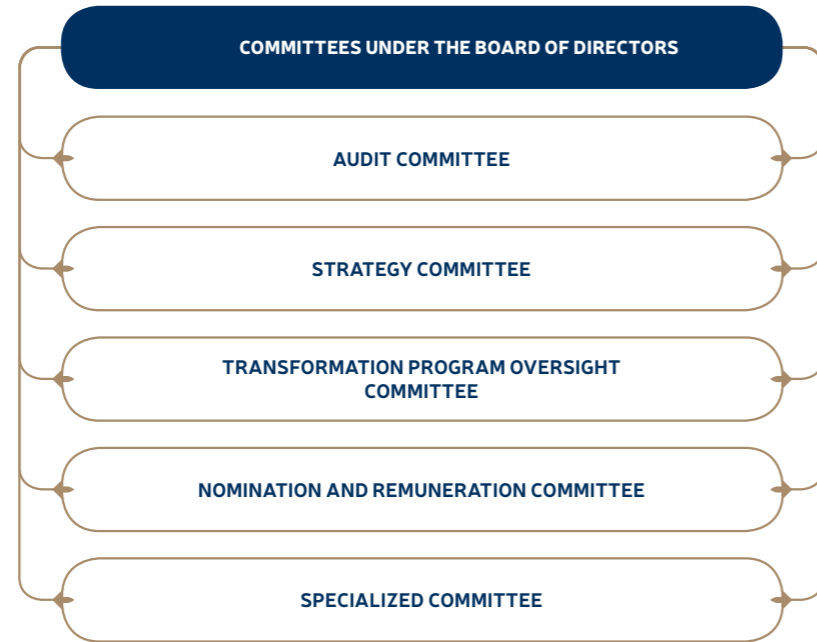 COMMITTEES UNDER THE BOARD OF DIRECTORS
AUDIT COMMITTEE
STRATEGY COMMITTEE
TRANSFORMATION PROGRAM OVERSIGHT
COMMITTEE
NOMINATION AND REMUNERATION COMMITTEE
SPECIALIZED COMMITTEE